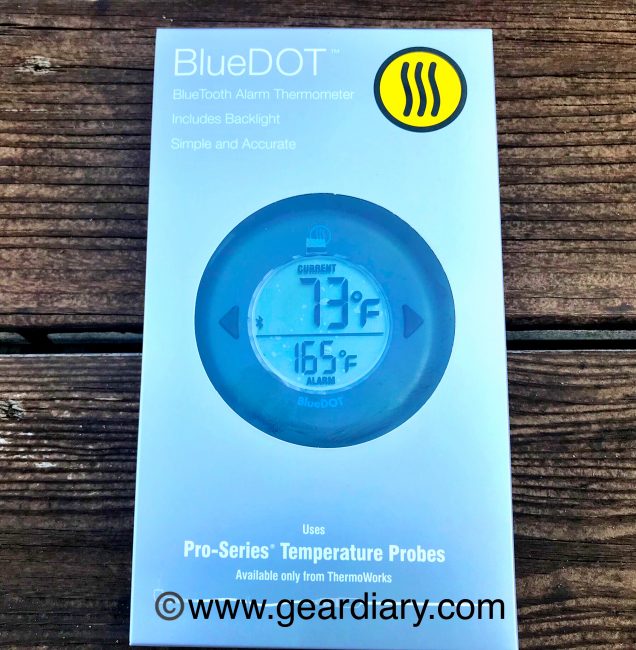 BlueDOT™
BlueTooth Alarm Thermometer
Includes Backlight
Simple and Accurate
CURRENT
73°F
165°F
ALARM
BlueDOT
Uses
Pro-Series® Temperature Probes
Available only from ThermoWorks
©www.geardiary.com